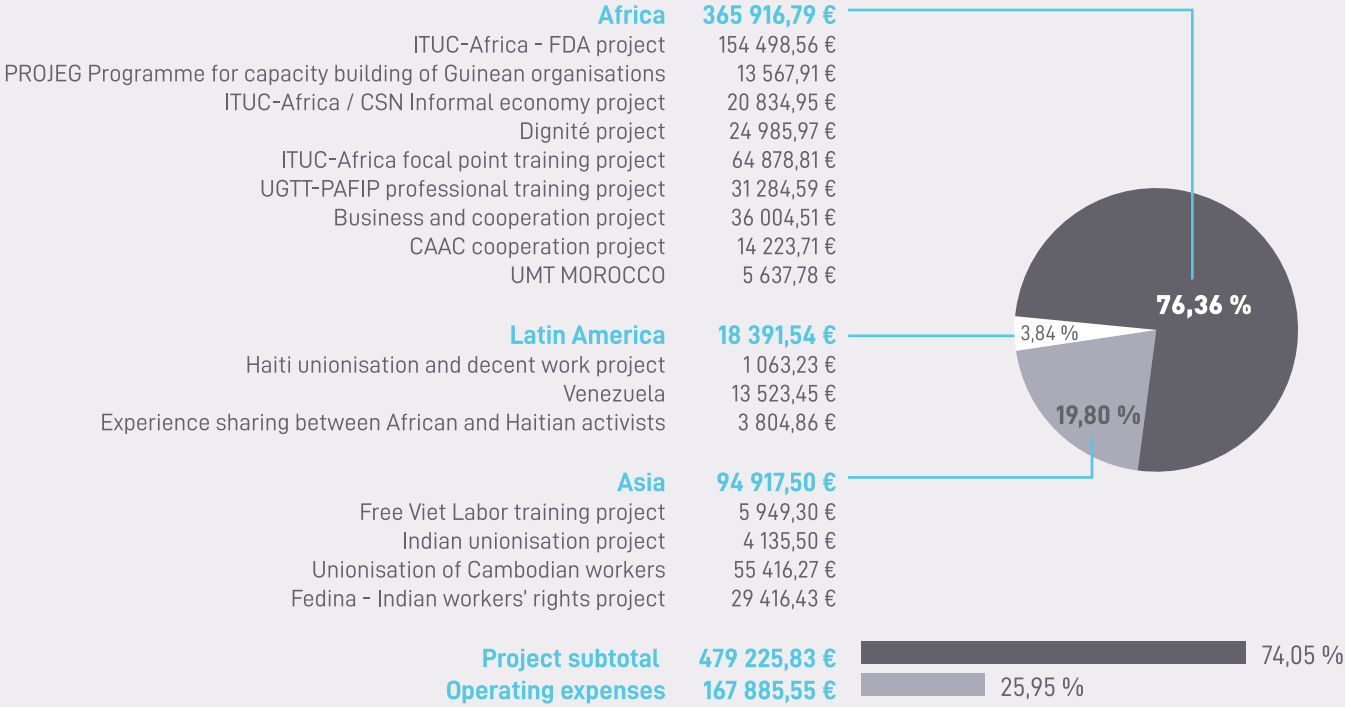 Africa 365 916,79 €
ITUC-Africa - FDA project 154 498,56 €
PROJEG Programme for capacity building of Guinean organisations 13 567,91 €
ITUC-Africa / CSN Informal economy project 20 834,95 €
Dignité project 24 985,97 €
ITUC-Africa focal point training project 64 878,81 €
UGTT-PAFIP professional training project 31 284,59 €
Business and cooperation project 36 004,51 €
CAAC cooperation project 14 223,71 €
UMT MOROCCO 5 637,78 €
76,36 %
Latin America 18 391,54 €
3,84 %
Haiti unionisation and decent work project 1 063,23 €
Venezuela 13 523,45 €
Experience sharing between African and Haitian activists 3 804,86 €
19,80 %
Asia 94 917,50 €
Free Viet Labor training project 5 949,30 €
Indian unionisation project 4 135,50 €
Unionisation of Cambodian workers 55 416,27 €
Fedina - Indian workers' rights project 29 416,43 €
Project subtotal 479 225,83 € 74,05 %
Operating expenses 167 885,55 € 25,95 %